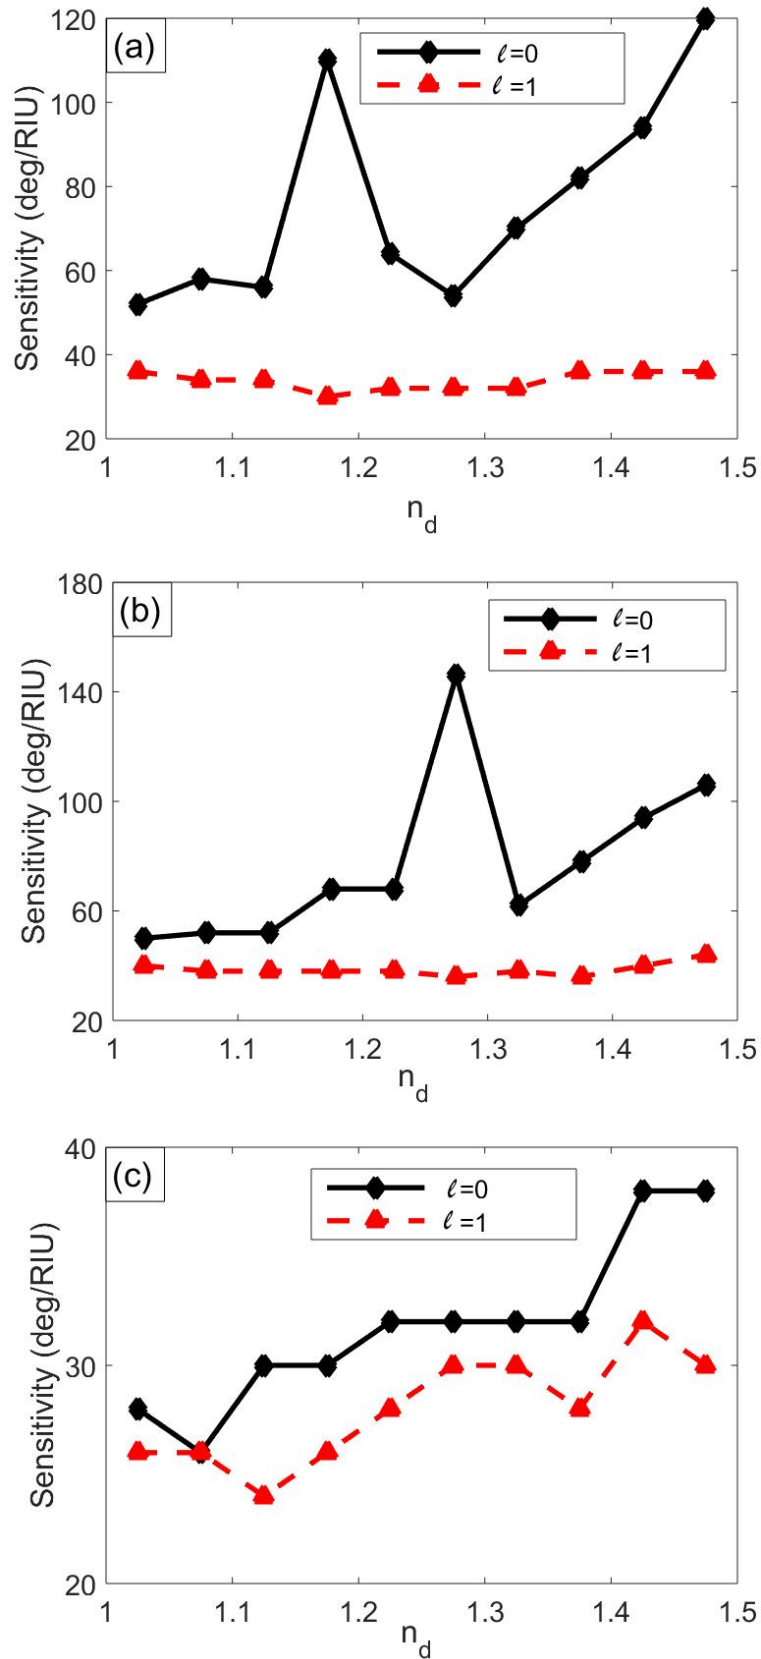 (a)
ℓ=0
ℓ =1
120
100
80
60
40
20
Sensitivity (deg/RIU)
1 1.1 1.2 1.3 1.4 1.5
n_d
(b)
ℓ=0
ℓ=1
180
140
100
60
20
Sensitivity (deg/RIU)
1 1.1 1.2 1.3 1.4 1.5
n_d
(c)
ℓ=0
ℓ =1
40
30
20
Sensitivity (deg/RIU)
1 1.1 1.2 1.3 1.4 1.5
n_d